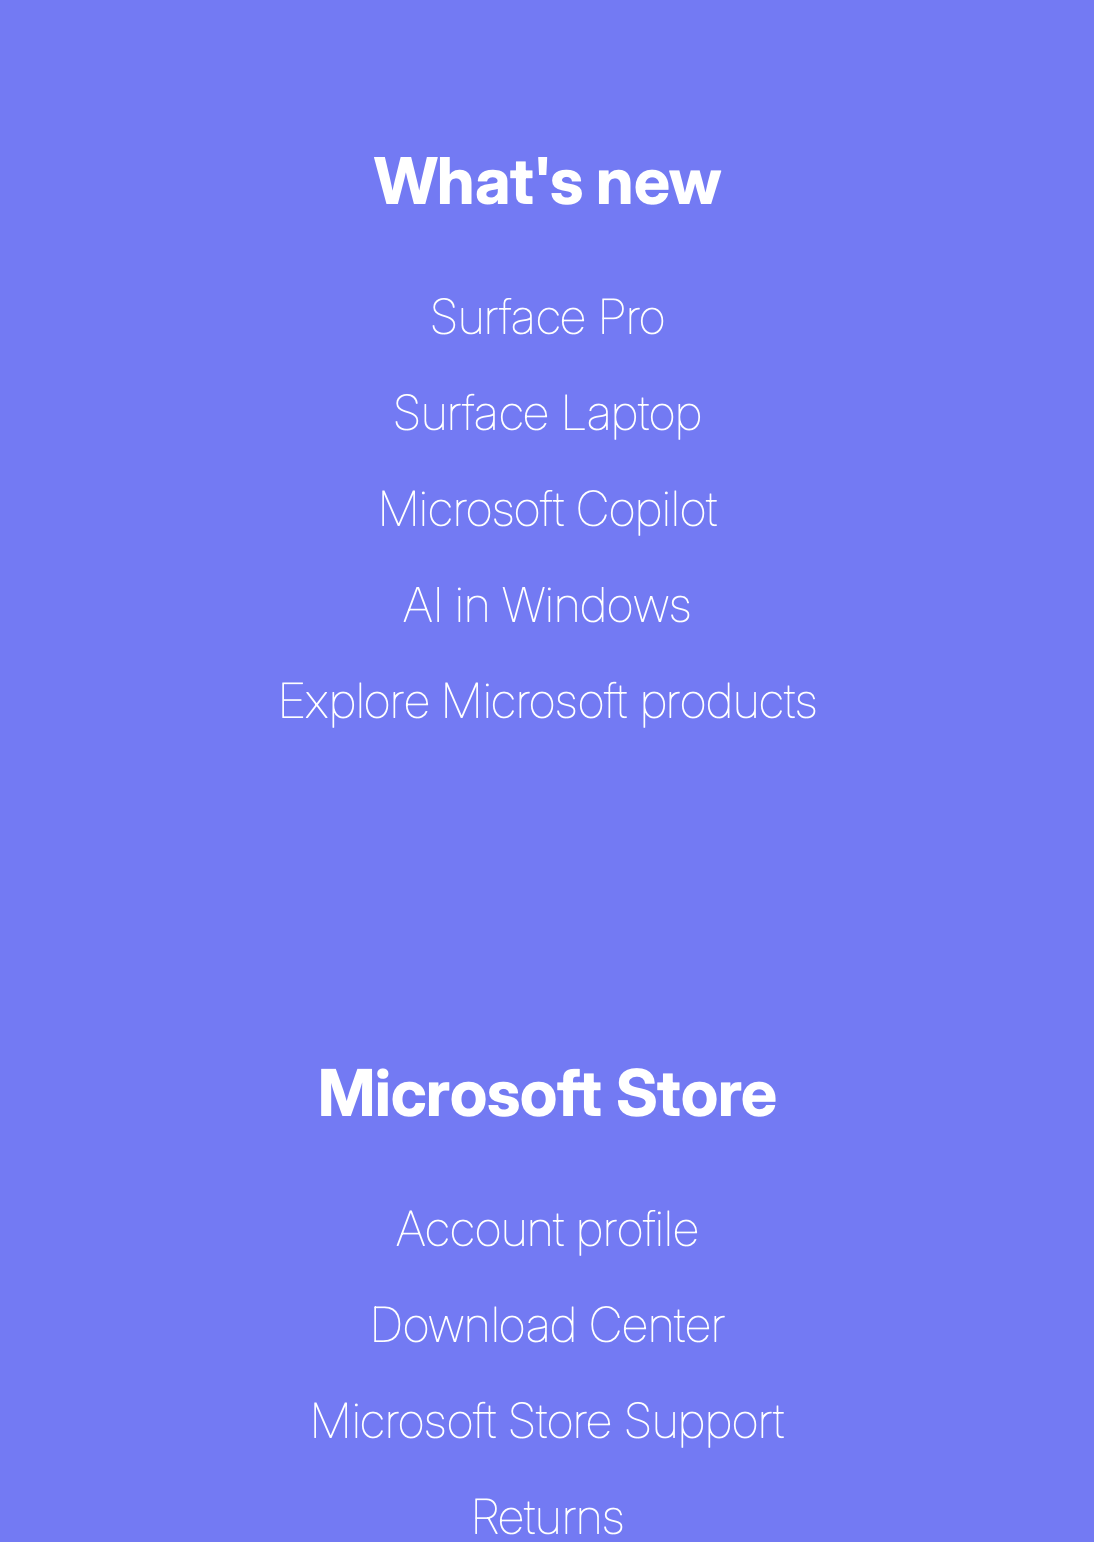 What's new
Surface Pro
Surface Laptop
Microsoft Copilot
AI in Windows
Explore Microsoft products
Microsoft Store
Account profile
Download Center
Microsoft Store Support
Returns